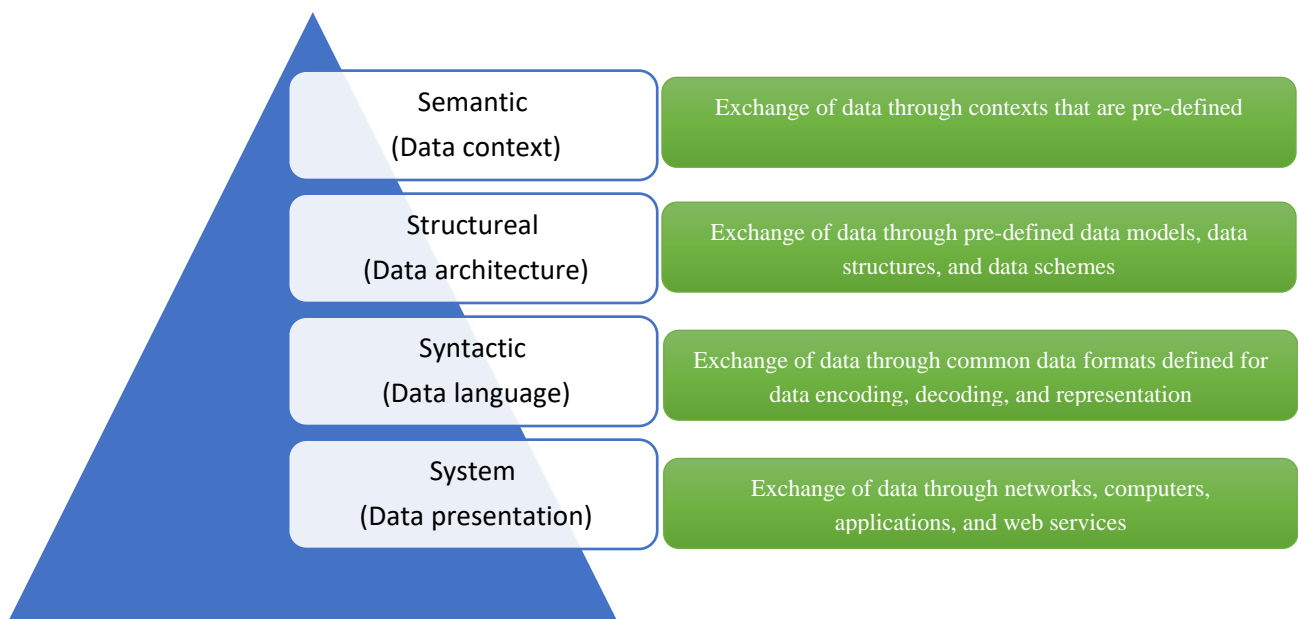 Semantic
(Data context)
Exchange of data through contexts that are pre-defined
Structureal
(Data architecture)
Exchange of data through pre-defined data models, data
structures, and data schemes
Syntactic
(Data language)
Exchange of data through common data formats defined for
data encoding, decoding, and representation
System
(Data presentation)
Exchange of data through networks, computers,
applications, and web services